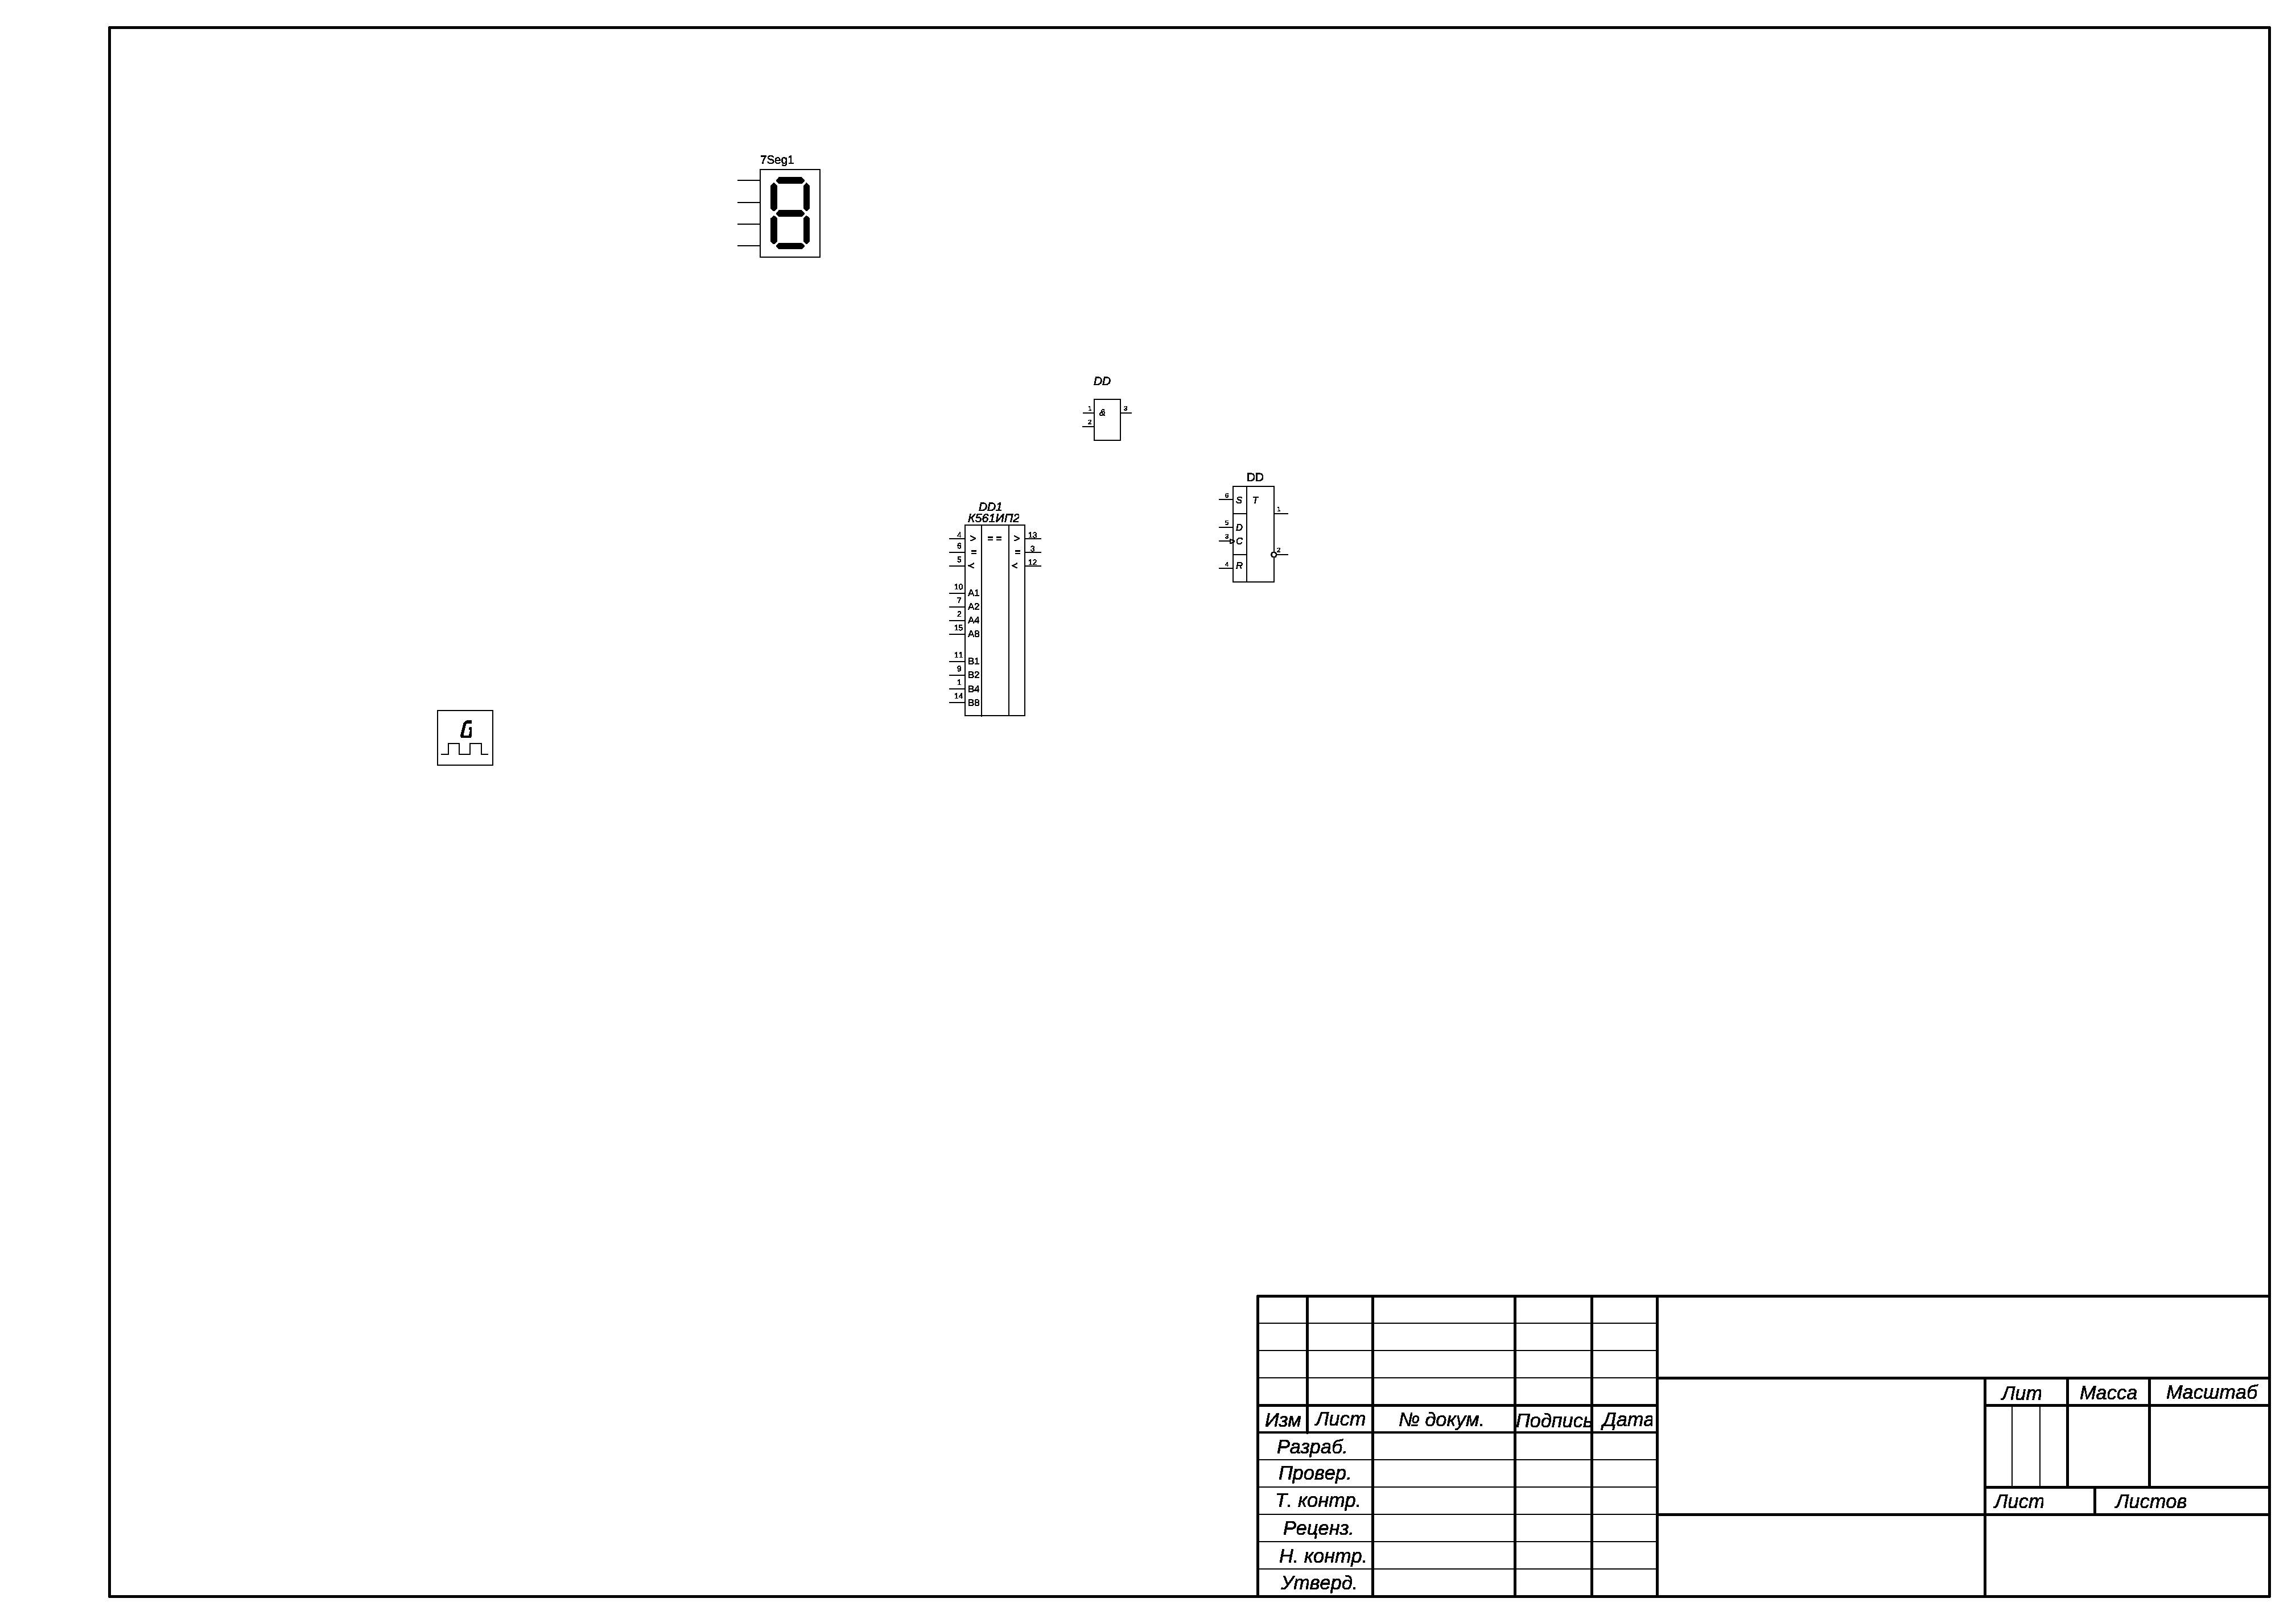 7Seg1
DD
1 & 3
2
DD
6 S T
1
5 D
3 C
2
4 R
DD1
К561ИП2
4 > == > 13
6 = = 3
5 < < 12
10 A1
7 A2
2 A4
15 A8
11 B1
9 B2
1 B4
14 B8
G
Лит Масса Масштаб
Изм Лист № докум. Подпись Дата
Разраб.
Провер.
Т. контр.
Лист Листов
Реценз.
Н. контр.
Утверд.